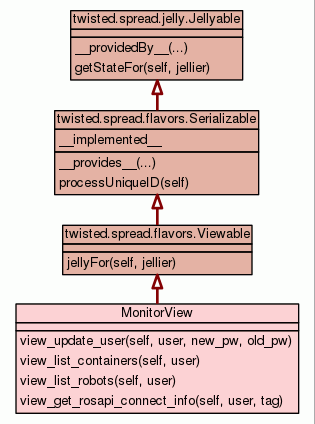 twisted.spread.jelly.Jellyable
__providedBy__(...)
getStateFor(self, jellier)
twisted.spread.flavors.Serializable
__implemented__
__provides__(...)
processUniqueID(self)
twisted.spread.flavors.Viewable
jellyFor(self, jellier)
MonitorView
view_update_user(self, user, new_pw, old_pw)
view_list_containers(self, user)
view_list_robots(self, user)
view_get_rosapi_connect_info(self, user, tag)